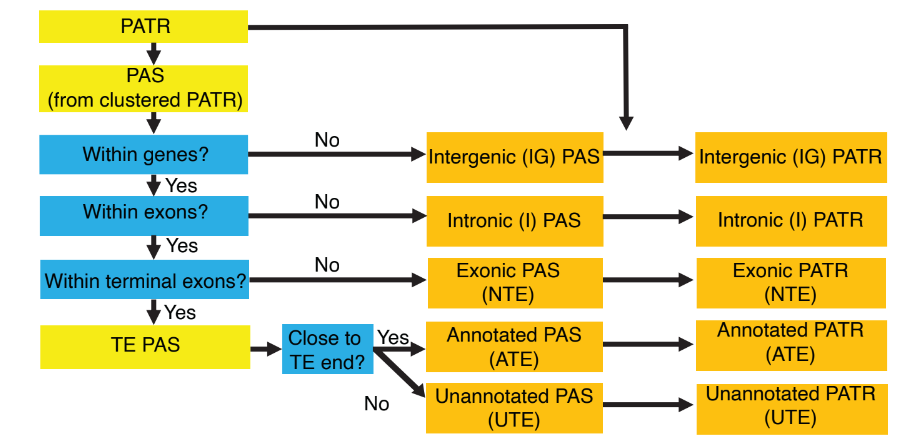 PATR
PAS
(from clustered PATR)
Within genes?
No
Intergenic (IG) PAS
Intergenic (IG) PATR
Yes
Within exons?
No
Intronic (I) PAS
Intronic (I) PATR
Yes
Within terminal exons?
No
Exonic PAS
(NTE)
Exonic PATR
(NTE)
Yes
TE PAS
Close to
TE end?
Yes
Annotated PAS
(ATE)
Annotated PATR
(ATE)
No
Unannotated PAS
(UTE)
Unannotated PATR
(UTE)